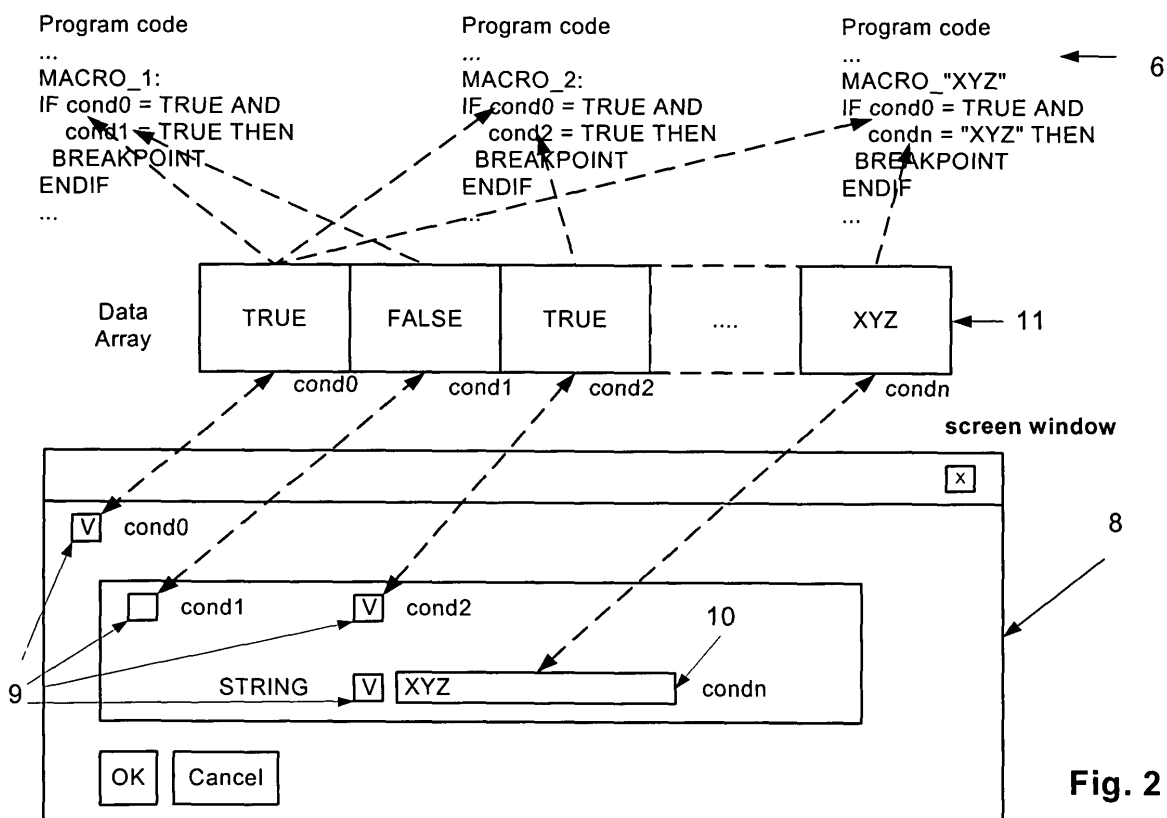 Program code
...
MACRO_1:
IF cond0 = TRUE AND
cond1 = TRUE THEN
BREAKPOINT
ENDIF
...
Program code
...
MACRO_2:
IF cond0 = TRUE AND
cond2 = TRUE THEN
BREAKPOINT
ENDIF
...
Program code
...
MACRO_"XYZ"
IF cond0 = TRUE AND
condn = "XYZ" THEN
BREAKPOINT
ENDIF
...
6
Data
Array
TRUE
FALSE
TRUE
....
XYZ
11
cond0
cond1
cond2
condn
screen window
x
V cond0
8
cond1
V cond2
10
9
STRING V XYZ condn
OK
Cancel
Fig. 2